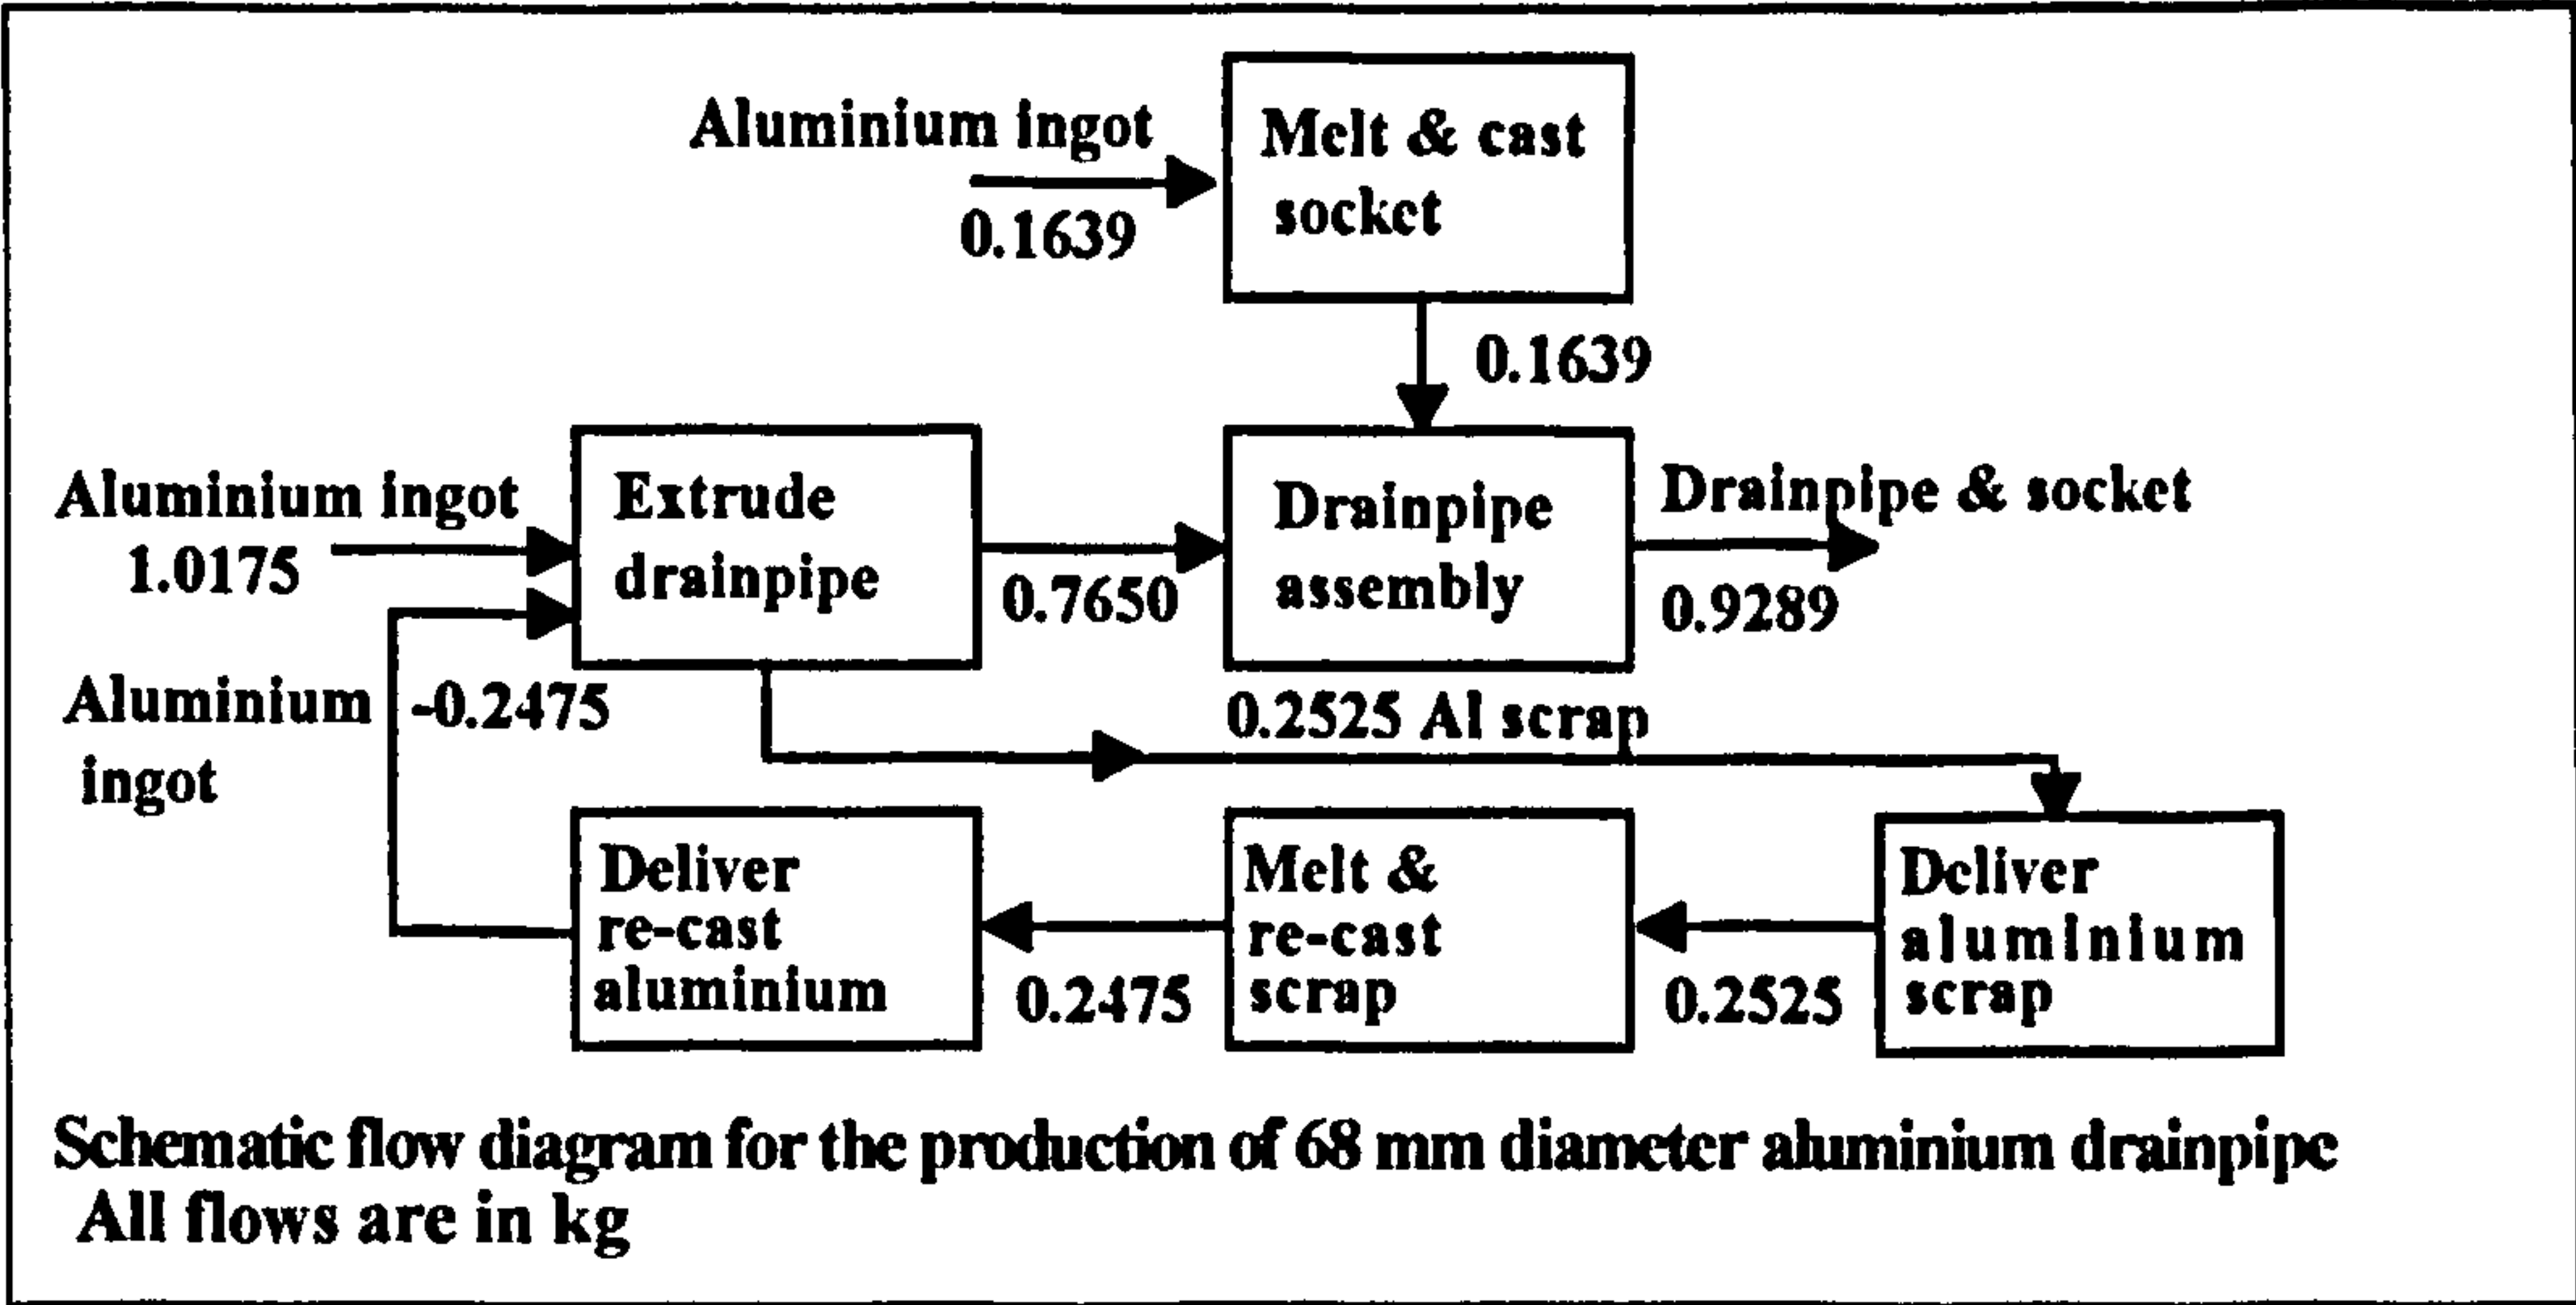 Aluminium ingot
0.1639
Melt & cast
socket
0.1639
Aluminium ingot
1.0175
Extrude
drainpipe
0.7650
Drainpipe
assembly
Drainpipe & socket
0.9289
Aluminium
ingot
-0.2475
0.2525 Al scrap
Deliver
re-cast
aluminium
0.2475
Melt &
re-cast
scrap
0.2525
Deliver
aluminium
scrap
Schematic flow diagram for the production of 68 mm diameter aluminium drainpipe
All flows are in kg